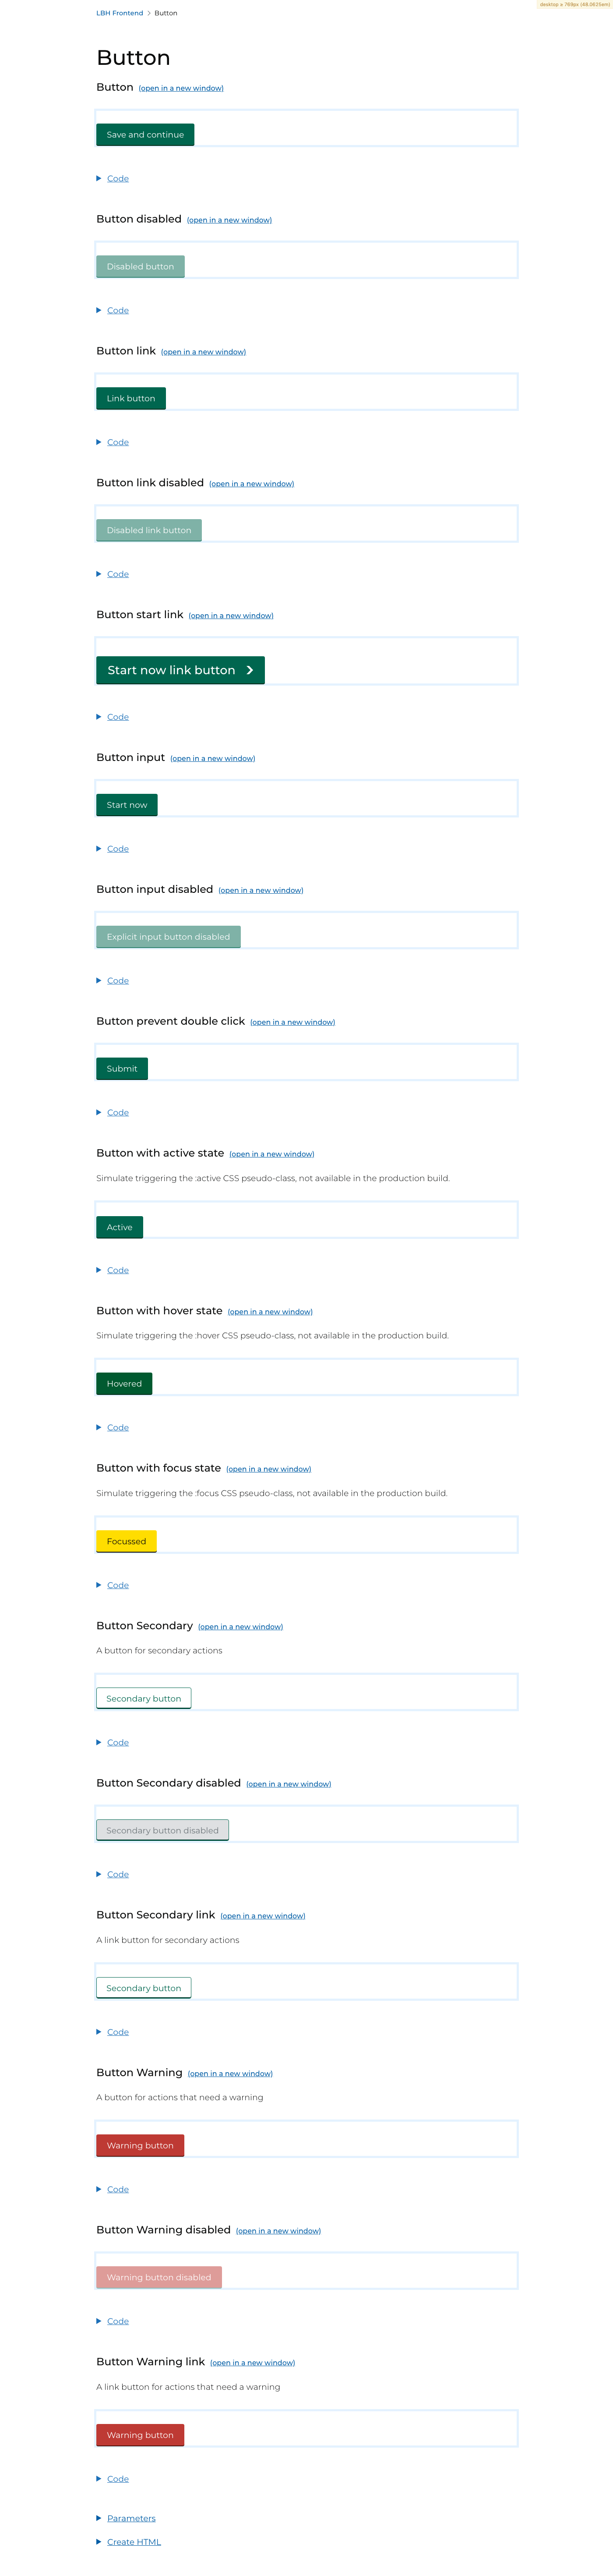 desktop ≥ 769px (48.0625em)
LBH Frontend > Button
Button
Button (open in a new window)
Save and continue
Code
Button disabled (open in a new window)
Disabled button
Code
Button link (open in a new window)
Link button
Code
Button link disabled (open in a new window)
Disabled link button
Code
Button start link (open in a new window)
Start now link button
Code
Button input (open in a new window)
Start now
Code
Button input disabled (open in a new window)
Explicit input button disabled
Code
Button prevent double click (open in a new window)
Submit
Code
Button with active state (open in a new window)
Simulate triggering the :active CSS pseudo-class, not available in the production build.
Active
Code
Button with hover state (open in a new window)
Simulate triggering the :hover CSS pseudo-class, not available in the production build.
Hovered
Code
Button with focus state (open in a new window)
Simulate triggering the :focus CSS pseudo-class, not available in the production build.
Focussed
Code
Button Secondary (open in a new window)
A button for secondary actions
Secondary button
Code
Button Secondary disabled (open in a new window)
Secondary button disabled
Code
Button Secondary link (open in a new window)
A link button for secondary actions
Secondary button
Code
Button Warning (open in a new window)
A button for actions that need a warning
Warning button
Code
Button Warning disabled (open in a new window)
Warning button disabled
Code
Button Warning link (open in a new window)
A link button for actions that need a warning
Warning button
Code
Parameters
Create HTML